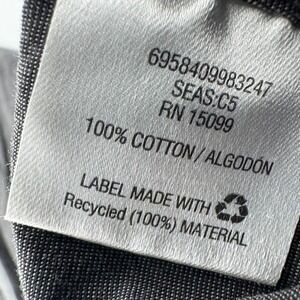 6958409983247
SEAS:C5
RN 15099
100% COTTON/ALGODÓN
LABEL MADE WITH
Recycled (100%) MATERIAL